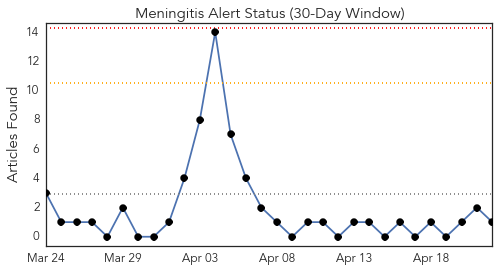 Meningitis Alert Status (30-Day Window)
Articles Found
14
12
10
8
6
4
2
0
Mar 24 Mar 29 Apr 03 Apr 08 Apr 13 Apr 18